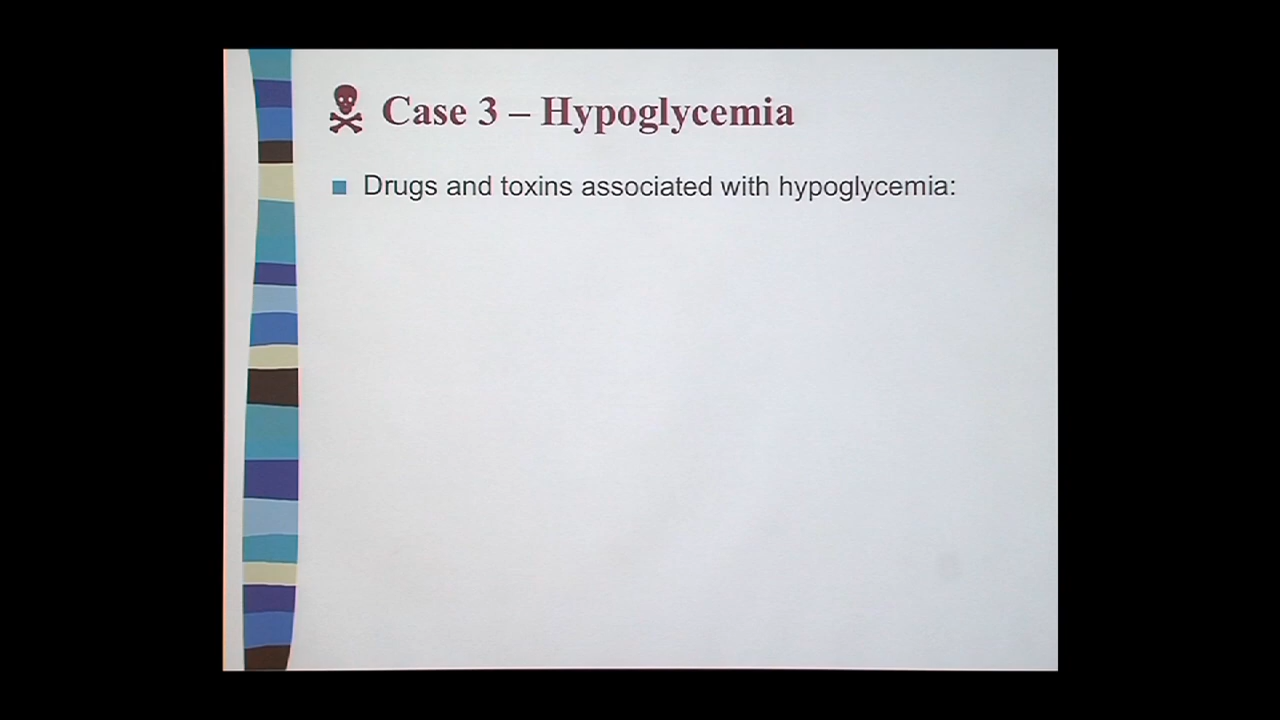 Case 3 – Hypoglycemia
Drugs and toxins associated with hypoglycemia: